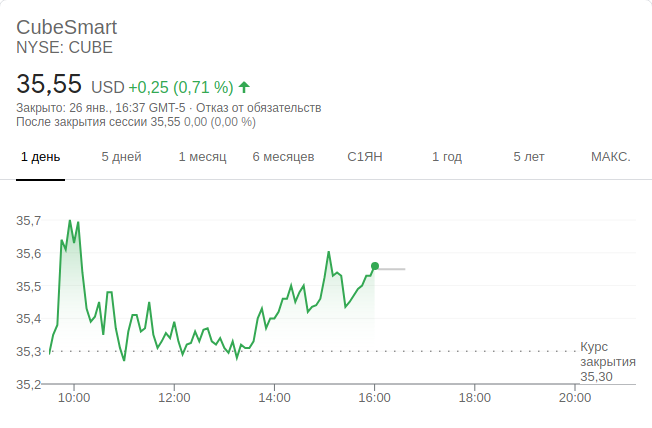 CubeSmart
NYSE: CUBE
35,55 USD +0,25 (0,71 %)
Закрыто: 26 янв., 16:37 GMT-5 · Отказ от обязательств
После закрытия сессии 35,55 0,00 (0,00 %)
1 день 5 дней 1 месяц 6 месяцев С1ЯН 1 год 5 лет МАКС.
35,7
35,6
35,5
35,4
35,3
Курс
закрытия
35,30
35,2
10:00 12:00 14:00 16:00 18:00 20:00